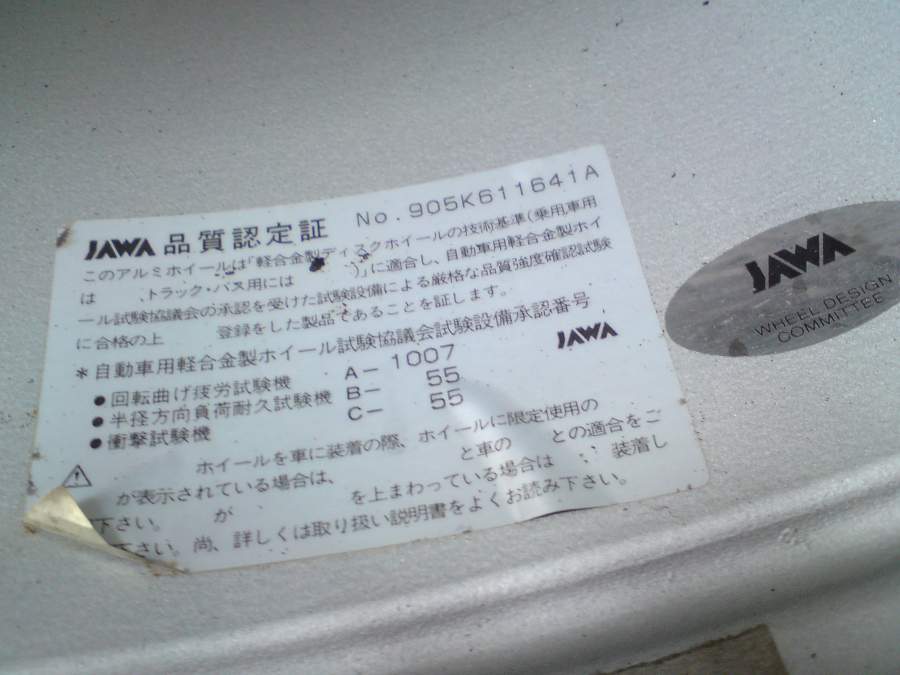 JAWA 品質認定証 No.905K611641A
このアルミホイールは「軽合金製ディスクホイールの技術基準(乗用車用
は 、トラック・バス用には )」に適合し、自動車用軽合金製ホイ
ール試験協議会の承認を受けた試験設備による厳格な品質強度確認試験
に合格の上 登録をした製品であることを証します。
JAWA
*自動車用軽合金製ホイール試験協議会試験設備承認番号
●回転曲げ疲労試験機 A- 1007
●半径方向負荷耐久試験機 B- 55
●衝撃試験機 C- 55
ホイールを車に装着の際、ホイールに限定使用の
が表示されている場合は、 と車の との適合をご
下さい。 が を上まわっている場合は 装着し
下さい。尚、詳しくは取り扱い説明書をよくお読み下さい。
JAWA
WHEEL DESIGN
COMMITTEE